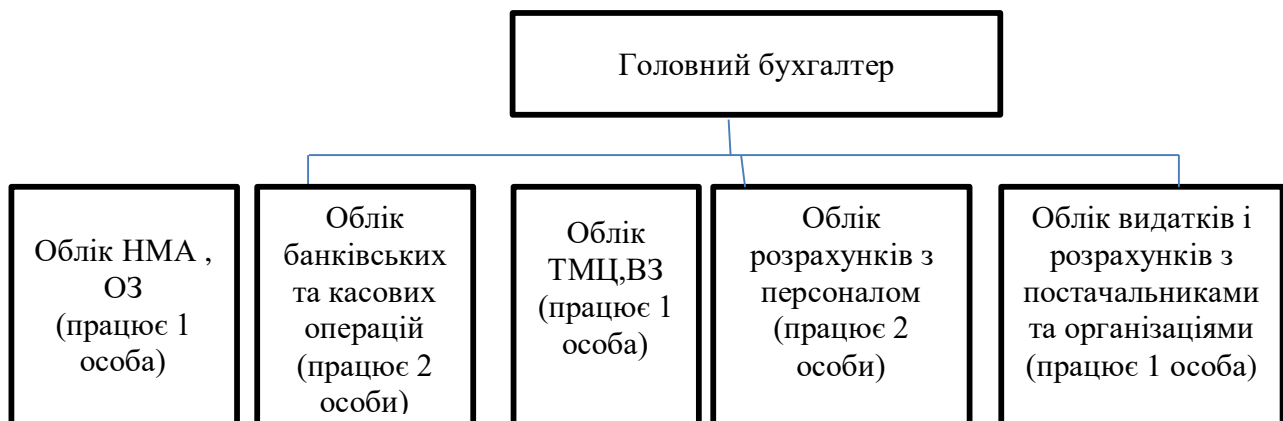 Головний бухгалтер
Облік НМА ,
ОЗ
(працює 1
особа)
Облік
банківських
та касових
операцій
(працює 2
особи)
Облік
ТМЦ,ВЗ
(працює 1
особа)
Облік
розрахунків з
персоналом
(працює 2
особи)
Облік видатків і
розрахунків з
постачальниками
та організаціями
(працює 1 особа)